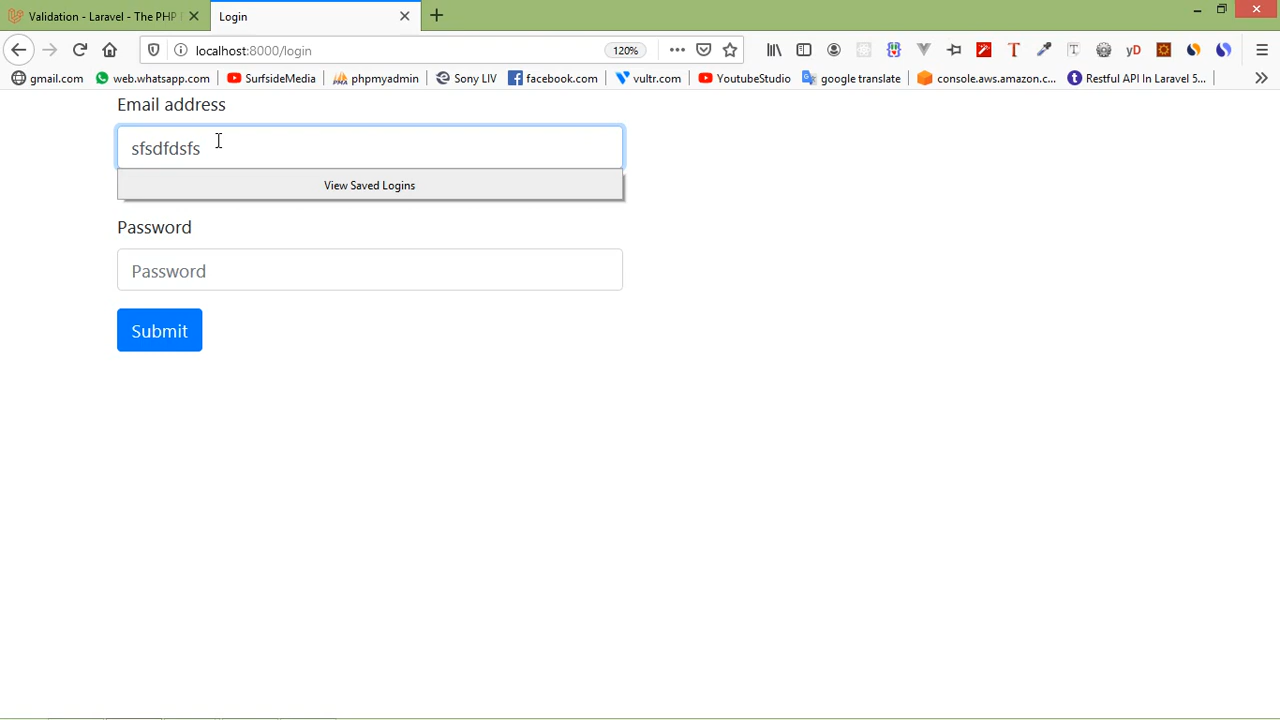 Validation - Laravel - The PHP
Login
localhost:8000/login
120%
gmail.com
web.whatsapp.com
SurfsideMedia
phpmyadmin
Sony LIV
facebook.com
vultr.com
YoutubeStudio
google translate
console.aws.amazon.c...
Restful API In Laravel 5...
Email address
sfsdfdsfs
View Saved Logins
Password
Password
Submit